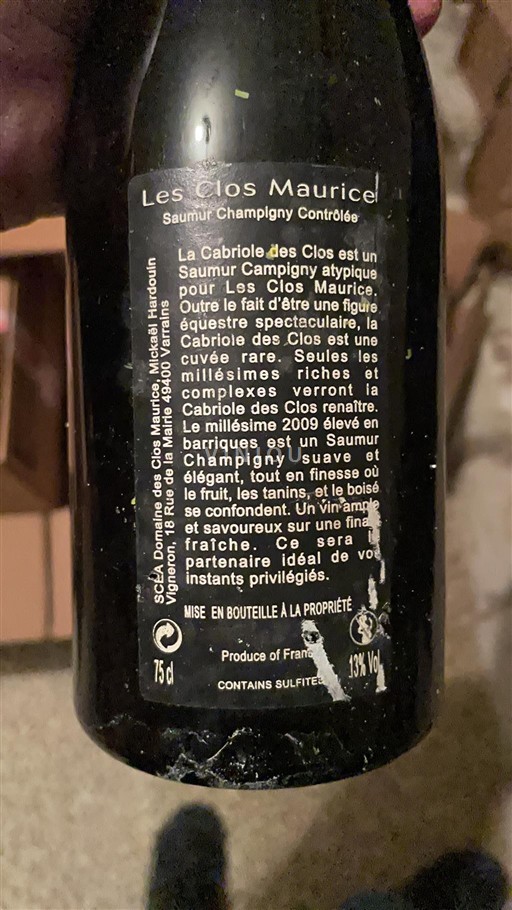 Les Clos Maurice
Saumur Champigny Contrôlée
La Cabriole des Clos est un
Saumur Campigny atypique
pour Les Clos Maurice.
Outre le fait d'être une figure
équestre spectaculaire, la
Cabriole des Clos est une
cuvée rare. Seules les
millésimes riches et
complexes verront la
Cabriole des Clos renaître.
Le millésime 2009 élevé en
barriques est un Saumur
Champigny suave et
élégant, tout en finesse où
le fruit, les tanins, et le boisé
se confondent. Un vin ample
et savoureux sur une fina
fraîche. Ce sera
partenaire idéal de vo
instants privilégiés.
SCEA Domaine des Clos Maurice, Mickaël Hardouin
Vigneron, 18 Rue de la Mairie 49400 Varrains
MISE EN BOUTEILLE À LA PROPRIÉTÉ
75 cl
Produce of Fran
13% Vol
CONTAINS SULFITES
VINIOU